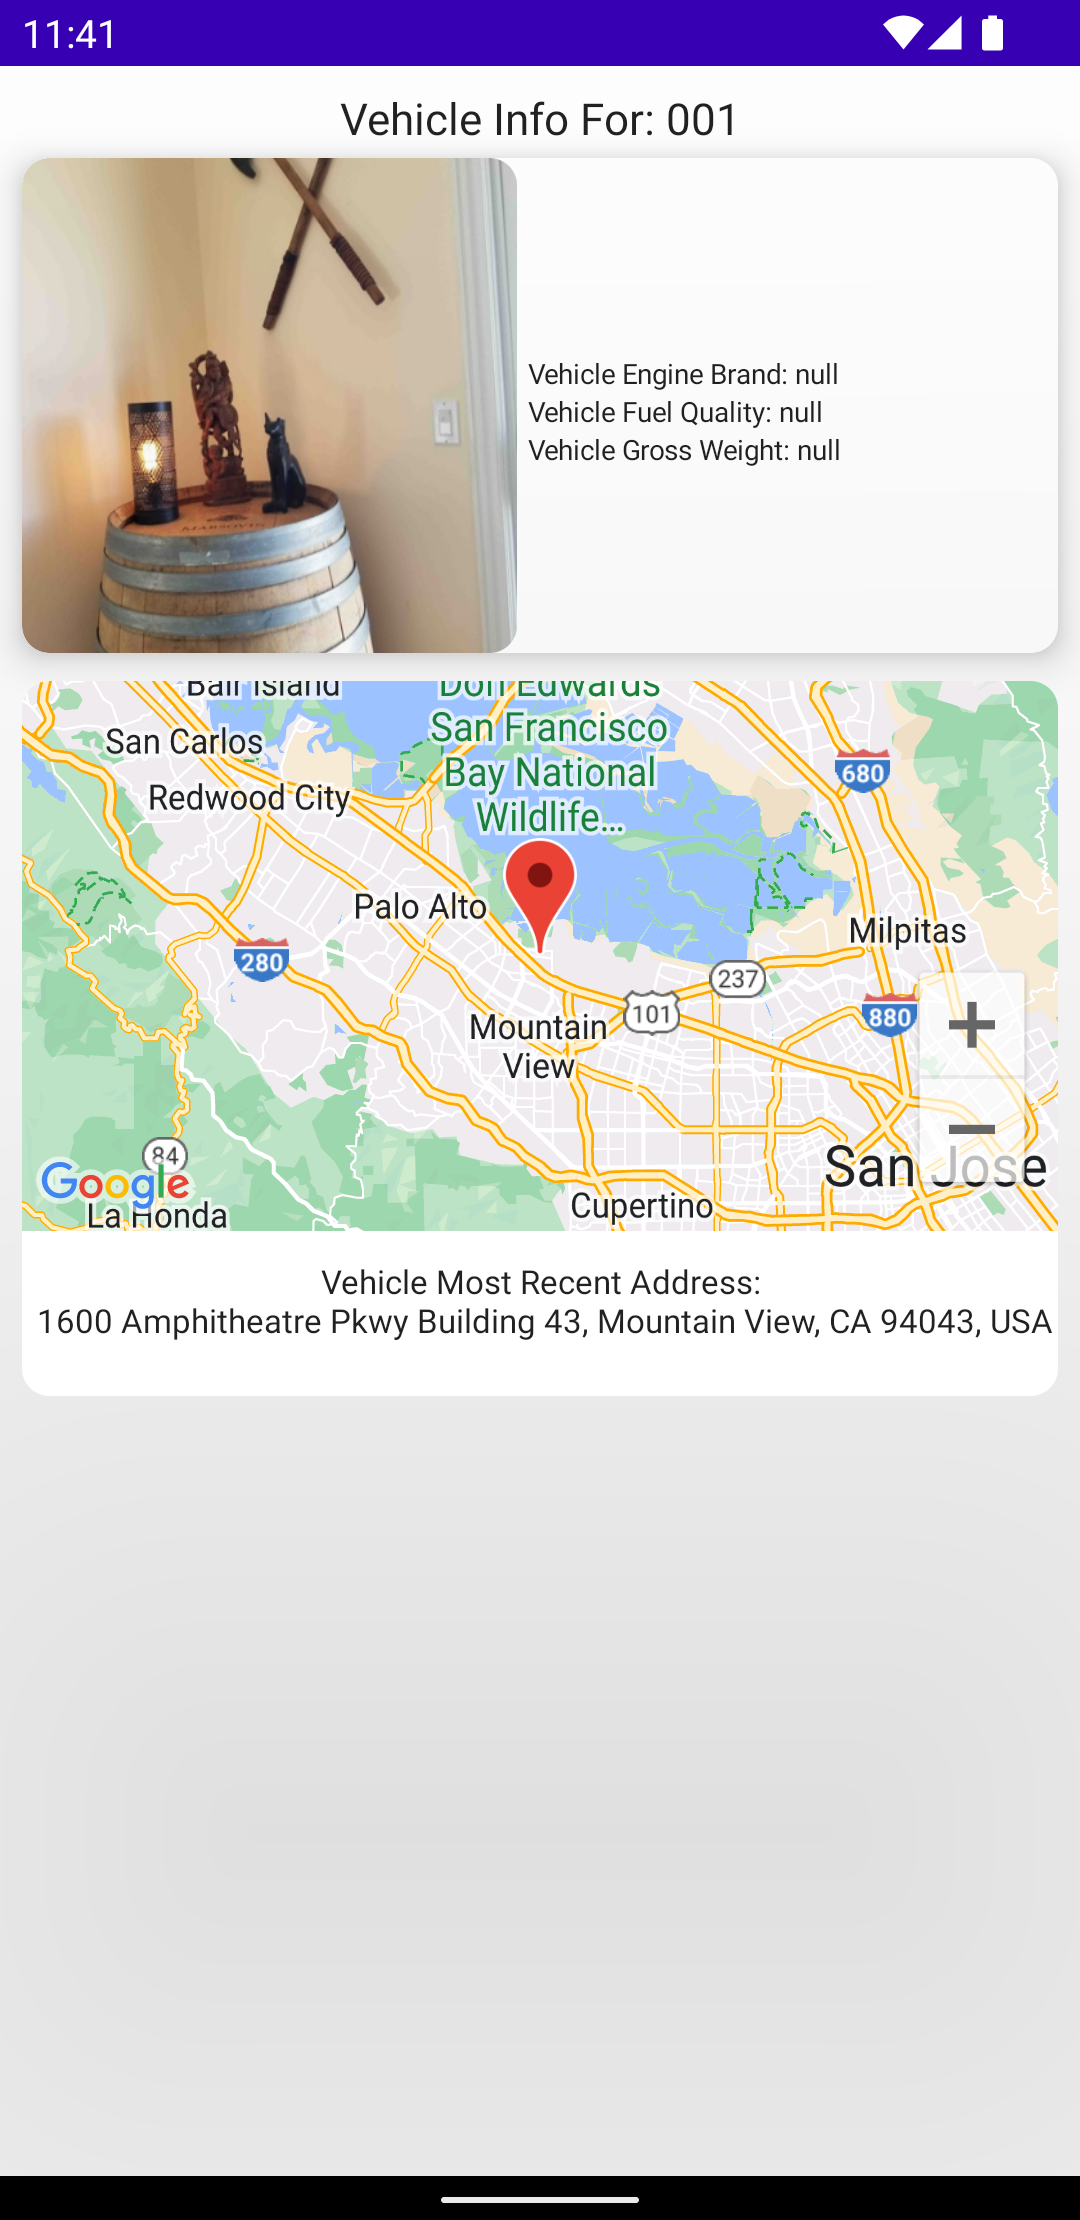 11:41
Vehicle Info For: 001
MARSOVIN
Vehicle Engine Brand: null
Vehicle Fuel Quality: null
Vehicle Gross Weight: null
Bair Island
Don Edwards
San Francisco
Bay National
Wildlife...
San Carlos
Redwood City
680
Palo Alto
Milpitas
280
237
101
880
Mountain
View
84
San Jose
Google
La Honda
Cupertino
Vehicle Most Recent Address:
1600 Amphitheatre Pkwy Building 43, Mountain View, CA 94043, USA